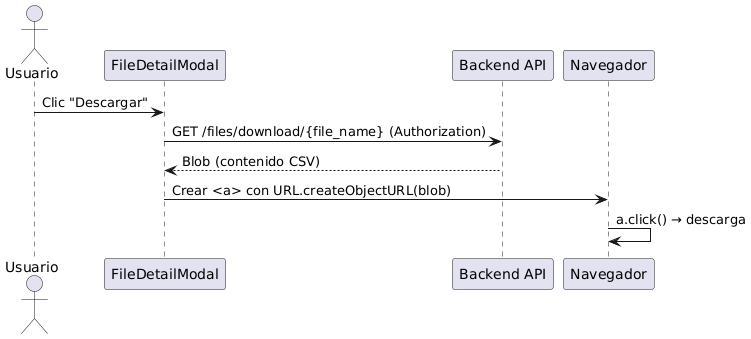 Usuario
FileDetailModal
Backend API
Navegador
Clic "Descargar"
GET /files/download/{file_name} (Authorization)
Blob (contenido CSV)
Crear <a> con URL.createObjectURL(blob)
a.click() → descarga
Usuario
FileDetailModal
Backend API
Navegador